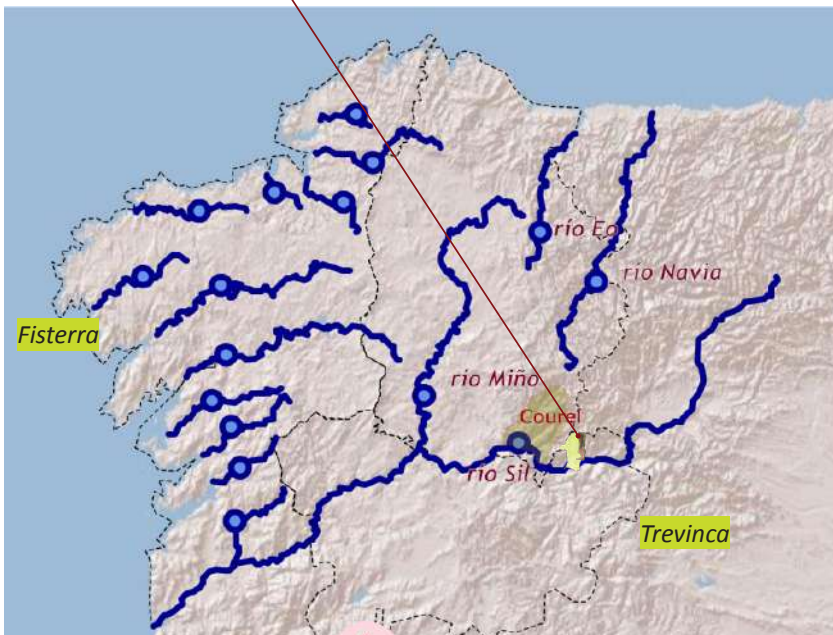 río Eo
río Navia
Fisterra
río Miño
Courel
río Sil
Trevinca